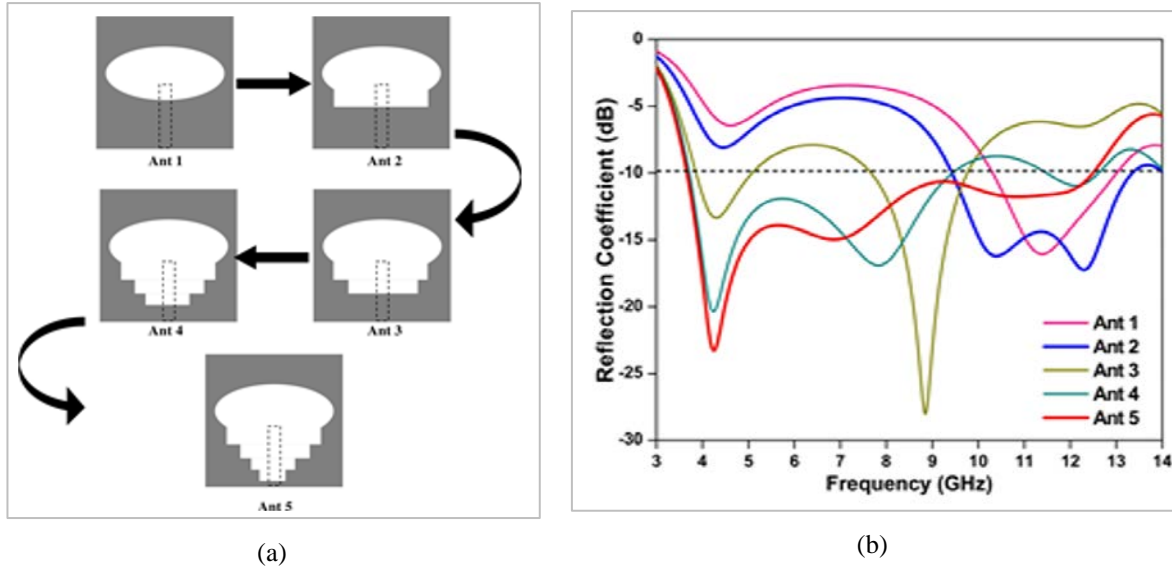 Ant 1
Ant 2
Ant 4
Ant 3
Ant 5
(a)
0
-5
-10
-15
-20
-25
-30
Reflection Coefficient (dB)
Ant 1
Ant 2
Ant 3
Ant 4
Ant 5
3 4 5 6 7 8 9 10 11 12 13 14
Frequency (GHz)
(b)